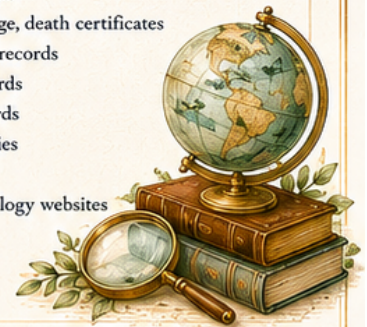 ge, death certificates
records
rds
rds
ies
logy websites